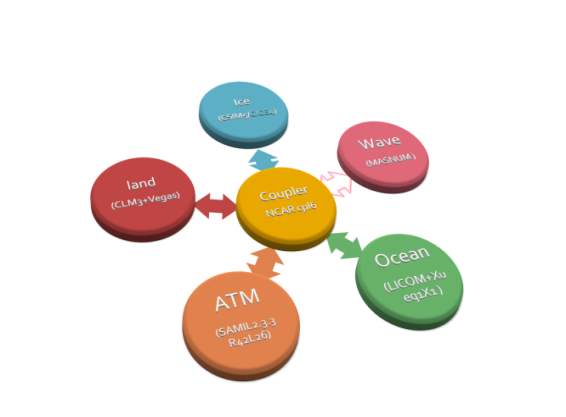 Ice
Wave
(MASNUM)
land
(CLM3+Vegas)
Coupler
NCAR cpl6
Ocean
(LICOM+Xu
eq1X1)
ATM
(SAMIL2.3.3
R42L26)